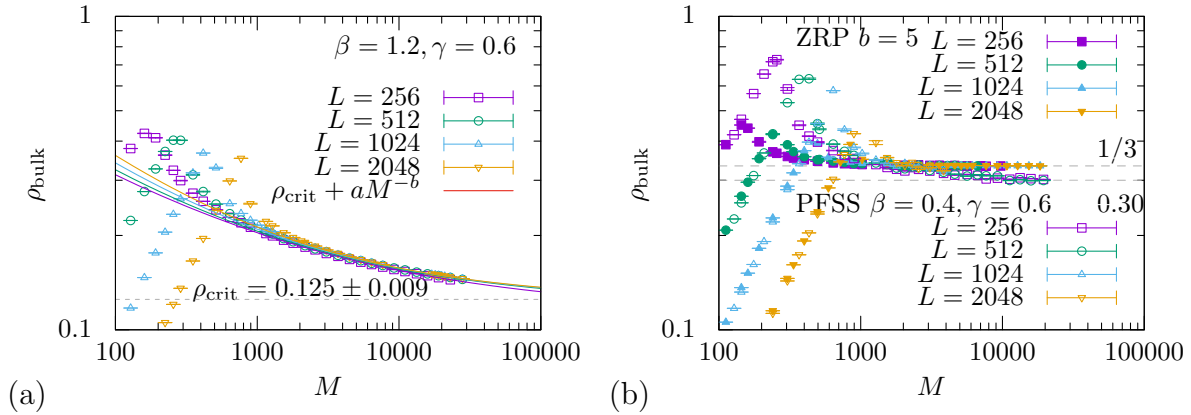 1
β = 1.2, γ = 0.6
L = 256
L = 512
L = 1024
L = 2048
ρcrit + aM^−b
ρbulk
ρcrit = 0.125 ± 0.009
0.1
100 1000 10000 100000
(a) M
1
ZRP b = 5
L = 256
L = 512
L = 1024
L = 2048
1/3
ρbulk
PFSS β = 0.4, γ = 0.6 0.30
L = 256
L = 512
L = 1024
L = 2048
0.1
100 1000 10000 100000
(b) M